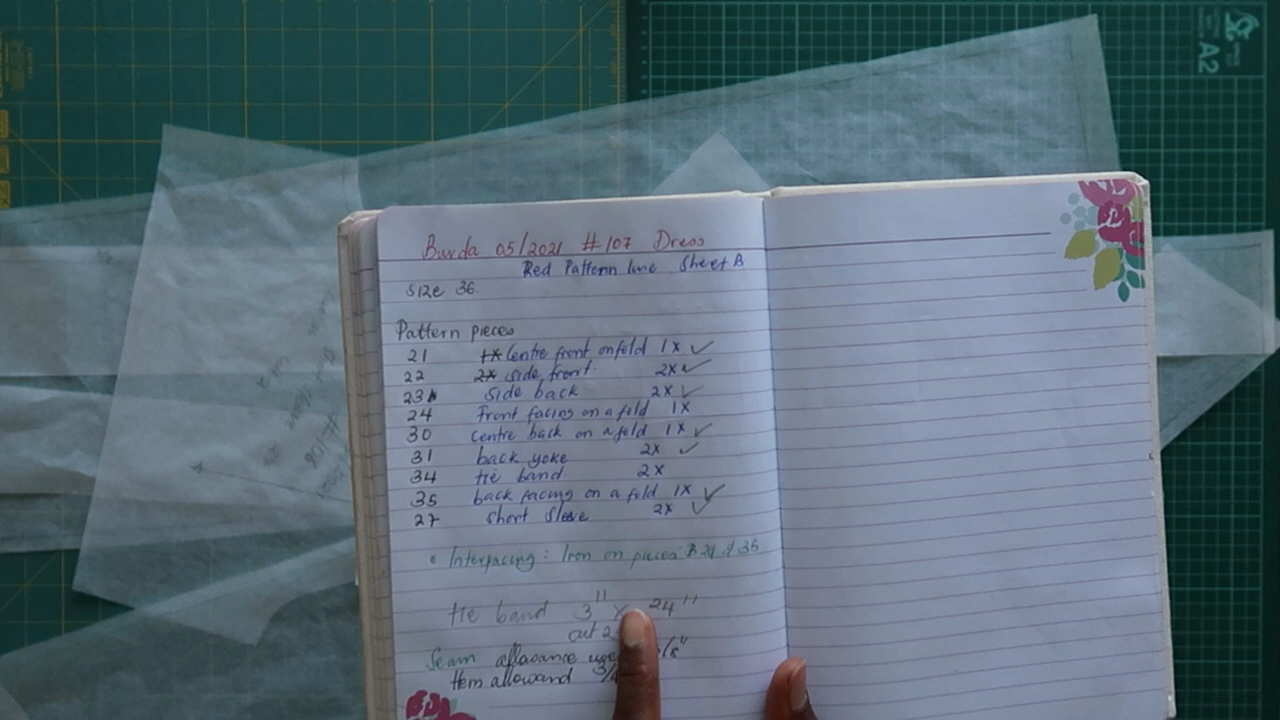 A2
Burda 05/2021 #107 Dress
Red Pattern line Sheet B
Size 36
Pattern pieces
21 1x Centre front on fold 1x ✓
22 2x side front 2x ✓
23 side back 2x ✓
24 Front facing on a fold 1x
30 Centre back on a fold 1x ✓
31 back yoke 2x ✓
34 tie band 2x
35 back facing on a fold 1x ✓
27 Short Sleeve 2x ✓
• Interfacing: Iron on pieces 24 & 35
tie band 3" x 24"
cut 2
Seam allowance /8"
Hem allowand